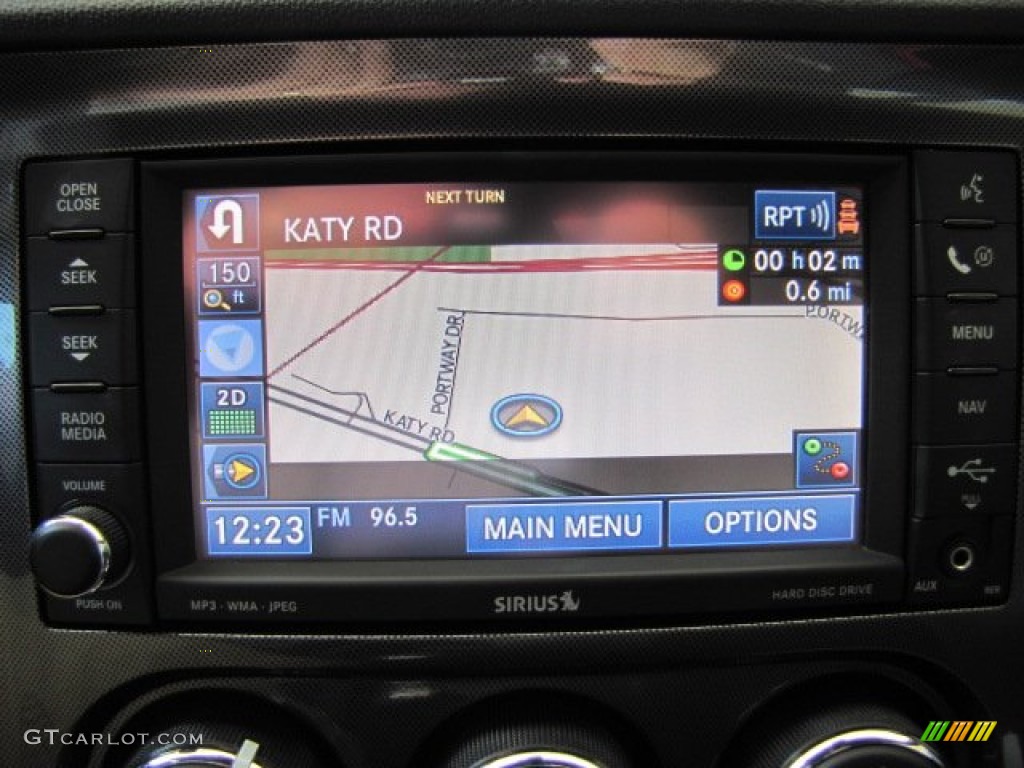 OPEN
CLOSE
SEEK
SEEK
RADIO
MEDIA
VOLUME
PUSH ON
NEXT TURN
KATY RD
RPT
150
ft
00 h 02 m
0.6 mi
2D
PORTWAY DR
PORTW
KATY RD
12:23
FM 96.5
MAIN MENU
OPTIONS
MP3 · WMA · JPEG
SIRIUS
HARD DISC DRIVE
MENU
NAV
PULL
AUX
GTCARLOT.COM